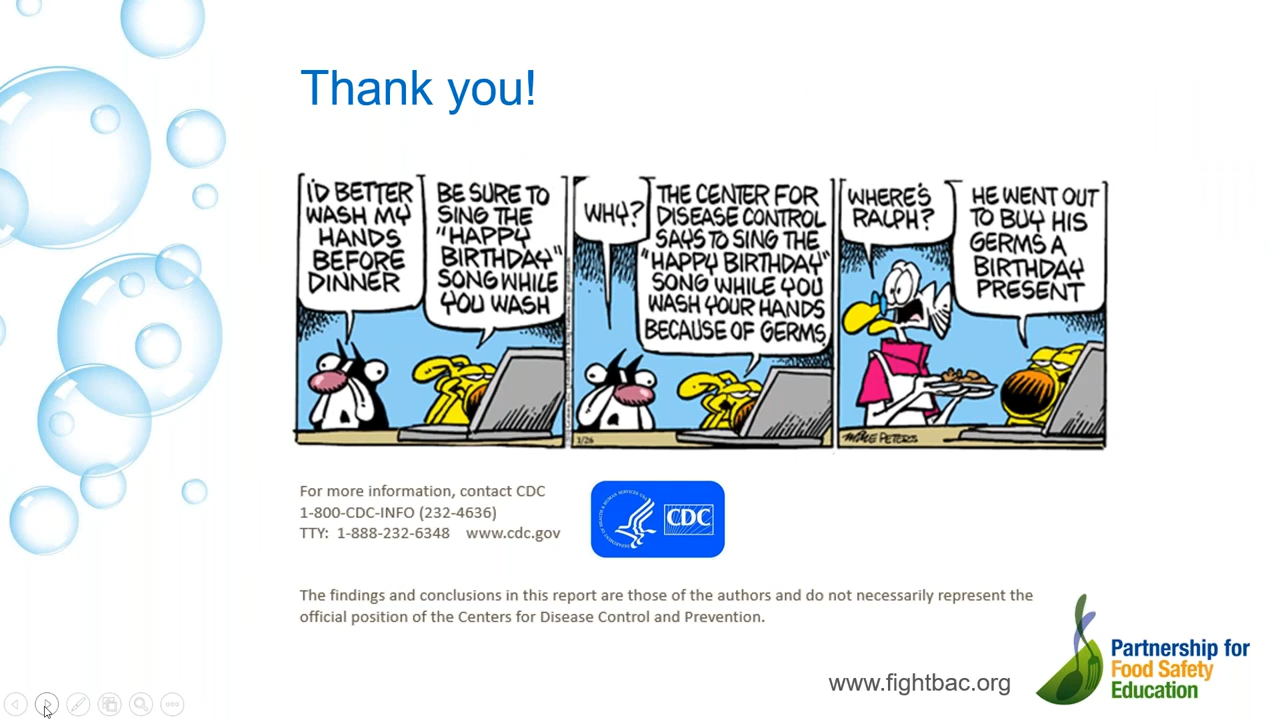 Thank you!
I'D BETTER
WASH MY
HANDS
BEFORE
DINNER
BE SURE TO
SING THE
"HAPPY
BIRTHDAY"
SONG WHILE
YOU WASH
WHY?
THE CENTER FOR
DISEASE CONTROL
SAYS TO SING THE
"HAPPY BIRTHDAY"
SONG WHILE YOU
WASH YOUR HANDS
BECAUSE OF GERMS
1/26
WHERE'S
RALPH?
HE WENT OUT
TO BUY HIS
GERMS A
BIRTHDAY
PRESENT
MIKE PETERS
For more information, contact CDC
1-800-CDC-INFO (232-4636)
TTY: 1-888-232-6348 www.cdc.gov
CDC
The findings and conclusions in this report are those of the authors and do not necessarily represent the
official position of the Centers for Disease Control and Prevention.
www.fightbac.org
Partnership for
Food Safety
Education